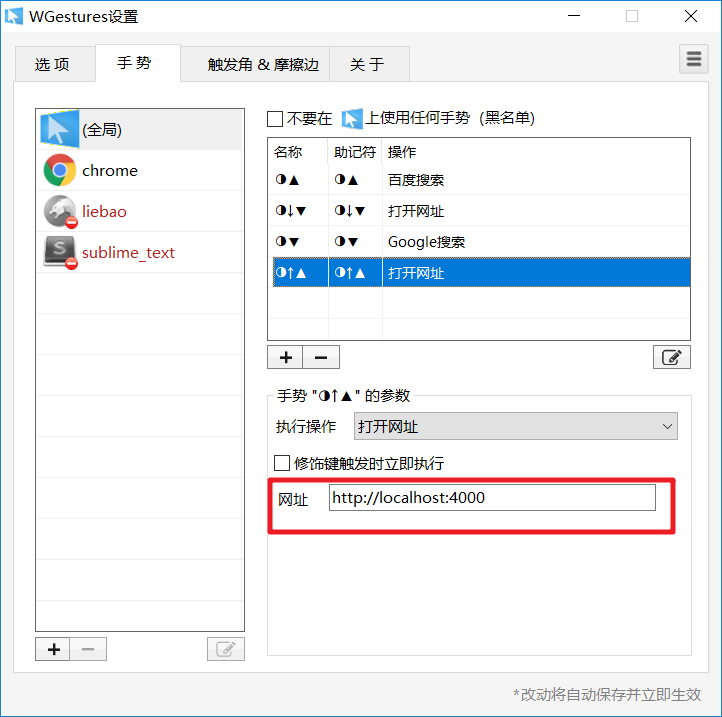 WGestures设置
选 项
手 势
触发角 & 摩擦边
关 于
(全局)
chrome
liebao
sublime_text
不要在 上使用任何手势 (黑名单)
名称 助记符 操作
◑▲ ◑▲ 百度搜索
◑↓▼ ◑↓▼ 打开网址
◑▼ ◑▼ Google搜索
◑↑▲ ◑↑▲ 打开网址
手势 "◑↑▲" 的参数
执行操作 打开网址
修饰键触发时立即执行
网址 http://localhost:4000
*改动将自动保存并立即生效